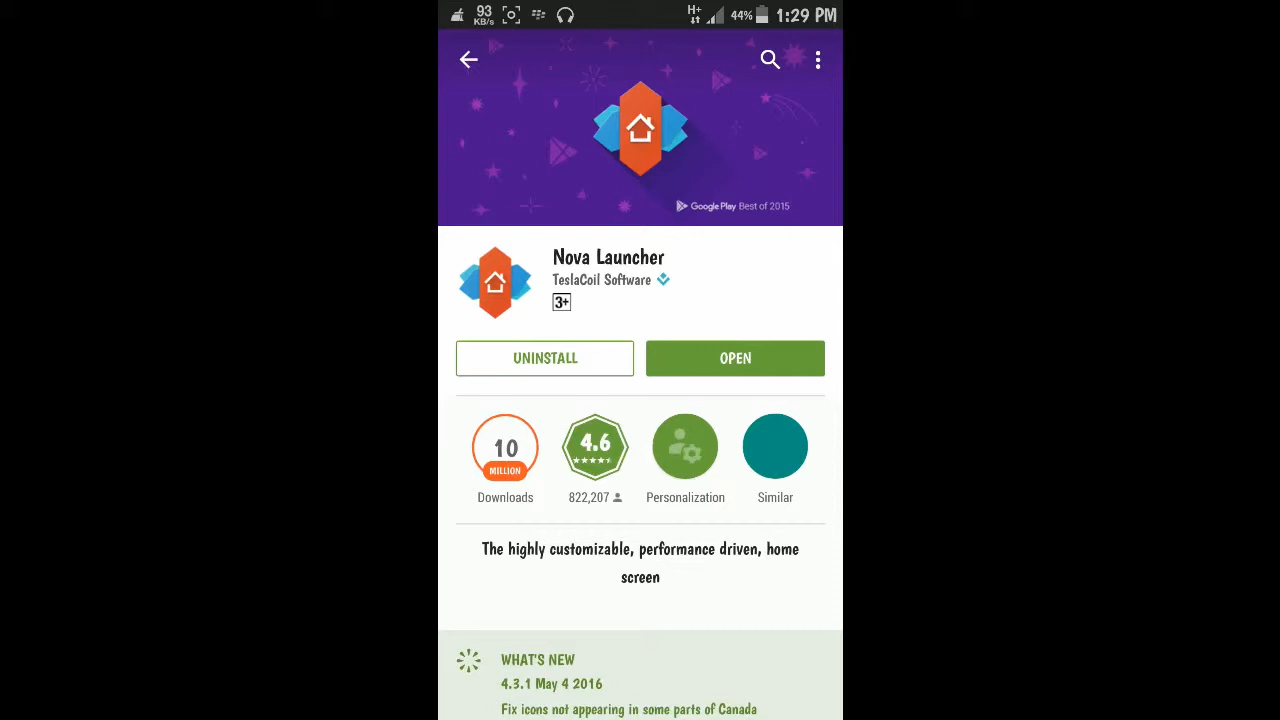 93
KB/s
H+
44%
1:29 PM
Google Play Best of 2015
Nova Launcher
TeslaCoil Software
3+
UNINSTALL
OPEN
10
MILLION
4.6
Downloads
822,207
Personalization
Similar
The highly customizable, performance driven, home
screen
WHAT'S NEW
4.3.1 May 4 2016
Fix icons not appearing in some parts of Canada